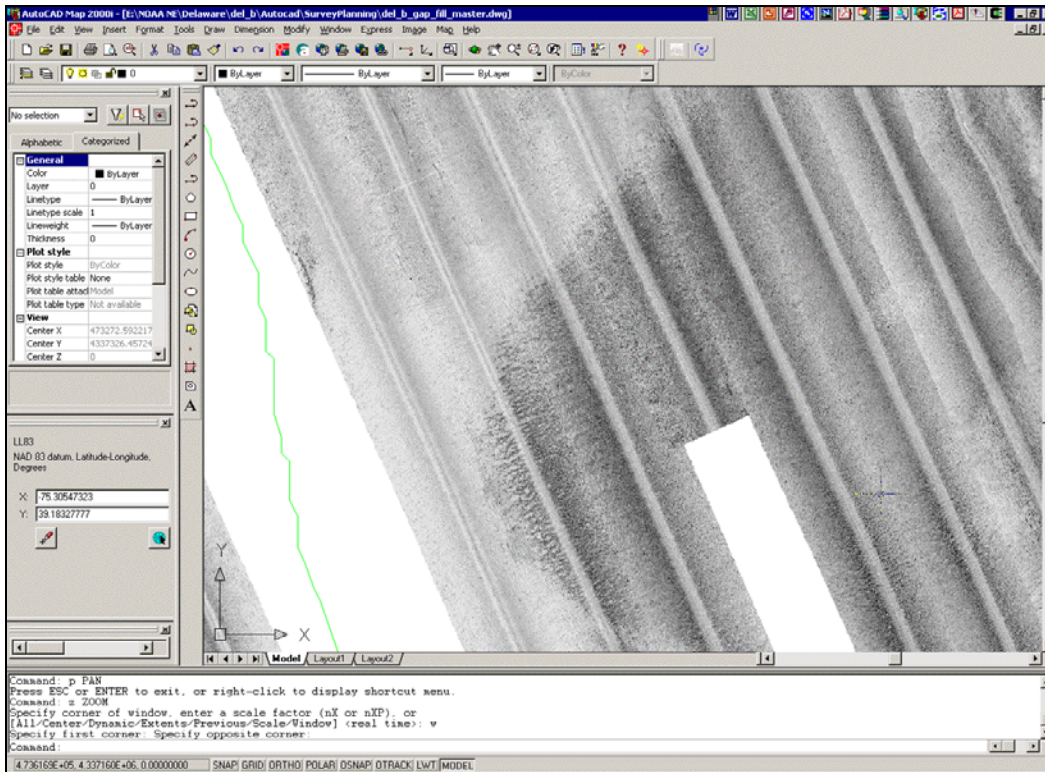 AutoCAD Map 2000i - [E:\NOAA NE\Delaware\del_b\Autocad\SurveyPlanning\del_b_gap_fill_master.dwg]
File Edit View Insert Format Tools Draw Dimension Modify Window Express Image Map Help
0 ByLayer ByLayer ByLayer ByColor
No selection
Alphabetic Categorized
General
Color ByLayer
Layer 0
Linetype ByLayer
Linetype scale 1
Lineweight ByLayer
Thickness 0
Plot style
Plot style ByColor
Plot style table None
Plot table attacl Model
Plot table type Not available
View
Center X 473272.592217
Center Y 4337326.45724
Center Z 0
A
LL83
NAD 83 datum, Latitude-Longitude,
Degrees
X: -75.30547323
Y: 39.18327777
Y
X
Model Layout1 Layout2
Command: p PAN
Press ESC or ENTER to exit, or right-click to display shortcut menu.
Command: z ZOOM
Specify corner of window, enter a scale factor (nX or nXP), or
[All/Center/Dynamic/Extents/Previous/Scale/Window] <real time>: w
Specify first corner: Specify opposite corner:
Command:
4.736169E+05, 4.337160E+06, 0.00000000 SNAP GRID ORTHO POLAR OSNAP OTRACK LWT MODEL